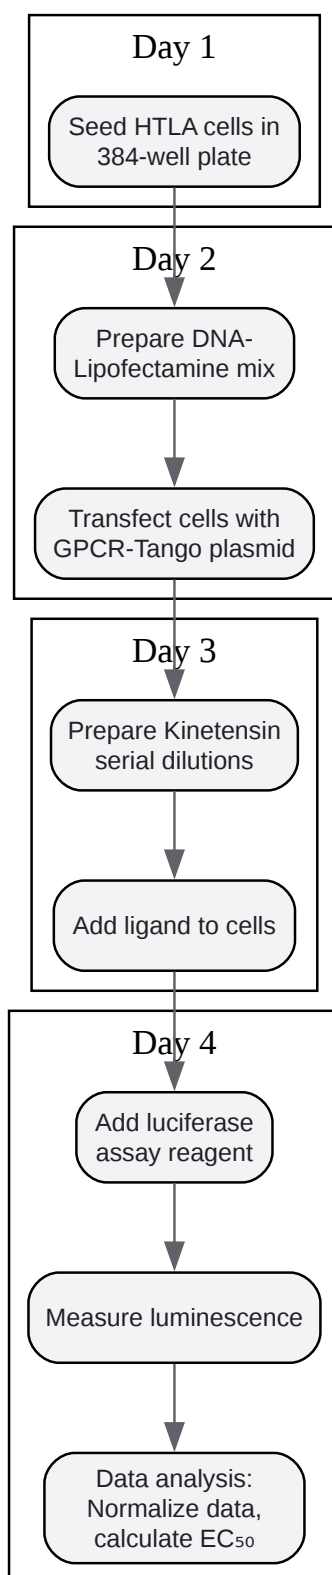 Day 1
Seed HTLA cells in
384-well plate
Day 2
Prepare DNA-
Lipofectamine mix
Transfect cells with
GPCR-Tango plasmid
Day 3
Prepare Kinetensin
serial dilutions
Add ligand to cells
Day 4
Add luciferase
assay reagent
Measure luminescence
Data analysis:
Normalize data,
calculate EC₅₀